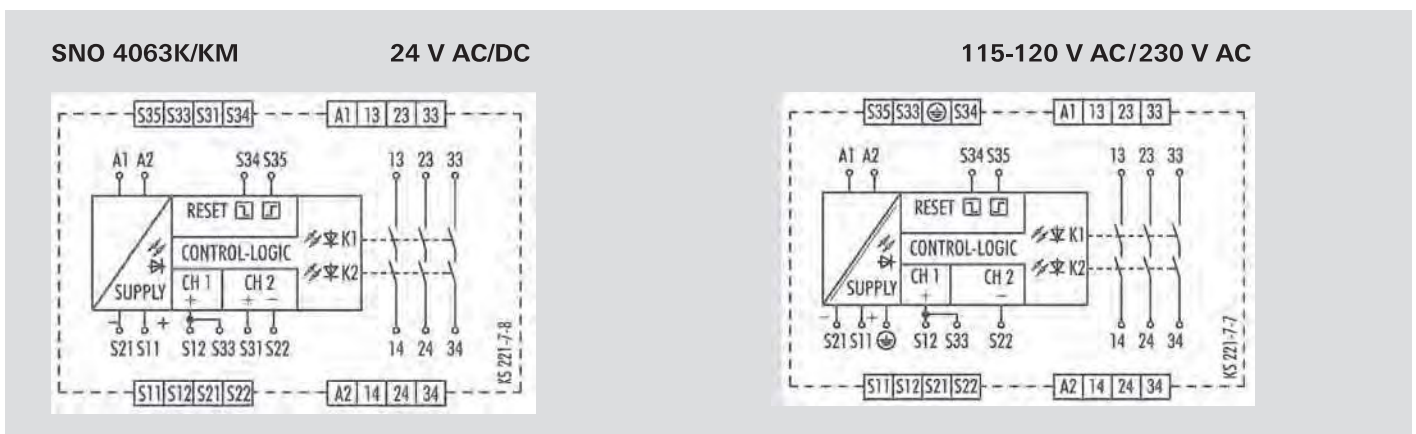 SNO 4063K/KM 24 V AC/DC 115-120 V AC/230 V AC
S35 S33 S31 S34 A1 13 23 33
A1 A2 S34 S35 13 23 33
RESET
CONTROL-LOGIC
K1
K2
CH 1 CH 2
+ + -
SUPPLY
- +
S21 S11 S12 S33 S31 S22 14 24 34
KS 221-7-8
S11 S12 S21 S22 A2 14 24 34
S35 S33 S34 A1 13 23 33
A1 A2 S34 S35 13 23 33
RESET
CONTROL-LOGIC
K1
K2
CH 1 CH 2
+ -
SUPPLY
- +
S21 S11 S12 S33 S22 14 24 34
KS 221-7-7
S11 S12 S21 S22 A2 14 24 34